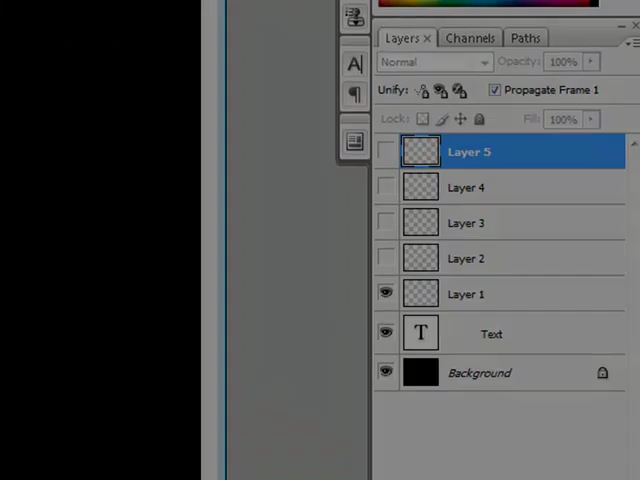 Layers × Channels Paths
Normal Opacity: 100%
Unify: Propagate Frame 1
Lock: Fill: 100%
Layer 5
Layer 4
Layer 3
Layer 2
Layer 1
T Text
Background
A
¶